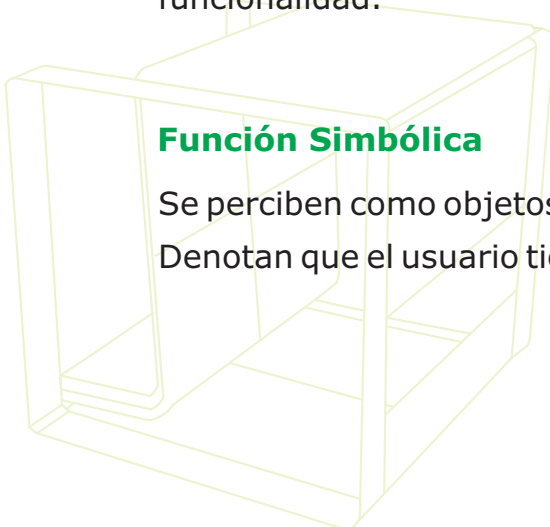 funcionalidad.
Función Simbólica
Se perciben como objetos
Denotan que el usuario